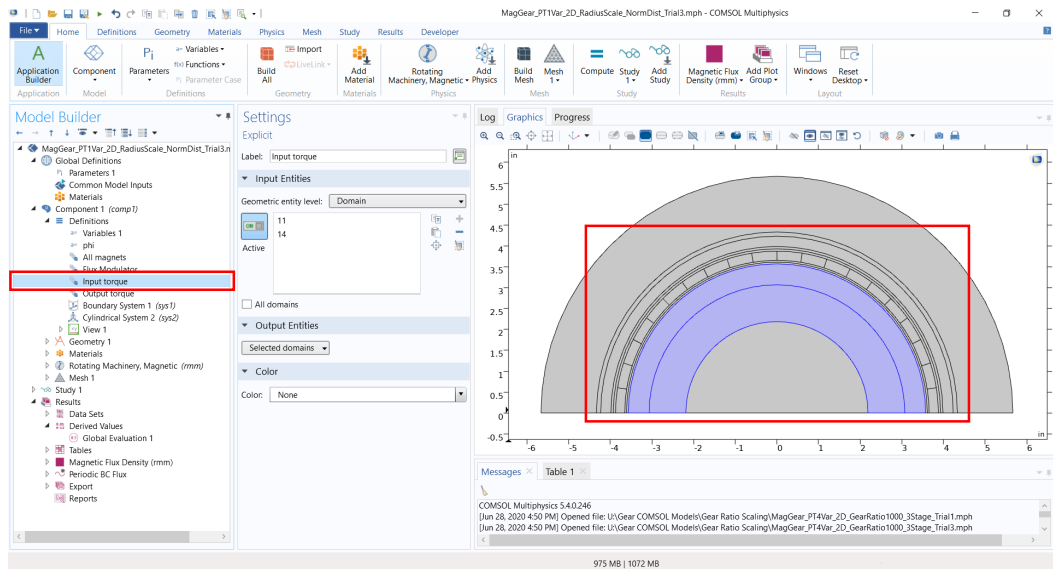 MagGear_PT1Var_2D_RadiusScale_NormDist_Trial3.mph - COMSOL Multiphysics
File Home Definitions Geometry Materials Physics Mesh Study Results Developer
Application Builder
Component
Parameters
Variables
f(x) Functions
Parameter Case
Build All
Import
LiveLink
Add Material
Rotating Machinery, Magnetic
Add Physics
Build Mesh
Mesh 1
Compute
Study 1
Add Study
Magnetic Flux Density (rmm)
Add Plot Group
Windows
Reset Desktop
Application Model Definitions Geometry Materials Physics Mesh Study Results Layout
Model Builder
MagGear_PT1Var_2D_RadiusScale_NormDist_Trial3.n
Global Definitions
Parameters 1
Common Model Inputs
Materials
Component 1 (comp1)
Definitions
Variables 1
phi
All magnets
Flux Modulator
Input torque
Output torque
Boundary System 1 (sys1)
Cylindrical System 2 (sys2)
View 1
Geometry 1
Materials
Rotating Machinery, Magnetic (rmm)
Mesh 1
Study 1
Results
Data Sets
Derived Values
Global Evaluation 1
Tables
Magnetic Flux Density (rmm)
Periodic BC Flux
Export
Reports
Settings
Explicit
Label: Input torque
Input Entities
Geometric entity level: Domain
Active
11
14
All domains
Output Entities
Selected domains
Color
Color: None
Log Graphics Progress
in
6
5.5
5
4.5
4
3.5
3
2.5
2
1.5
1
0.5
0
-0.5
-6 -5 -4 -3 -2 -1 0 1 2 3 4 5 6
in
Messages Table 1
COMSOL Multiphysics 5.4.0.246
[Jun 28, 2020 4:50 PM] Opened file: U:\Gear COMSOL Models\Gear Ratio Scaling\MagGear_PT4Var_2D_GearRatio1000_3Stage_Trial1.mph
[Jun 28, 2020 4:50 PM] Opened file: U:\Gear COMSOL Models\Gear Ratio Scaling\MagGear_PT4Var_2D_GearRatio1000_3Stage_Trial3.mph
975 MB | 1072 MB